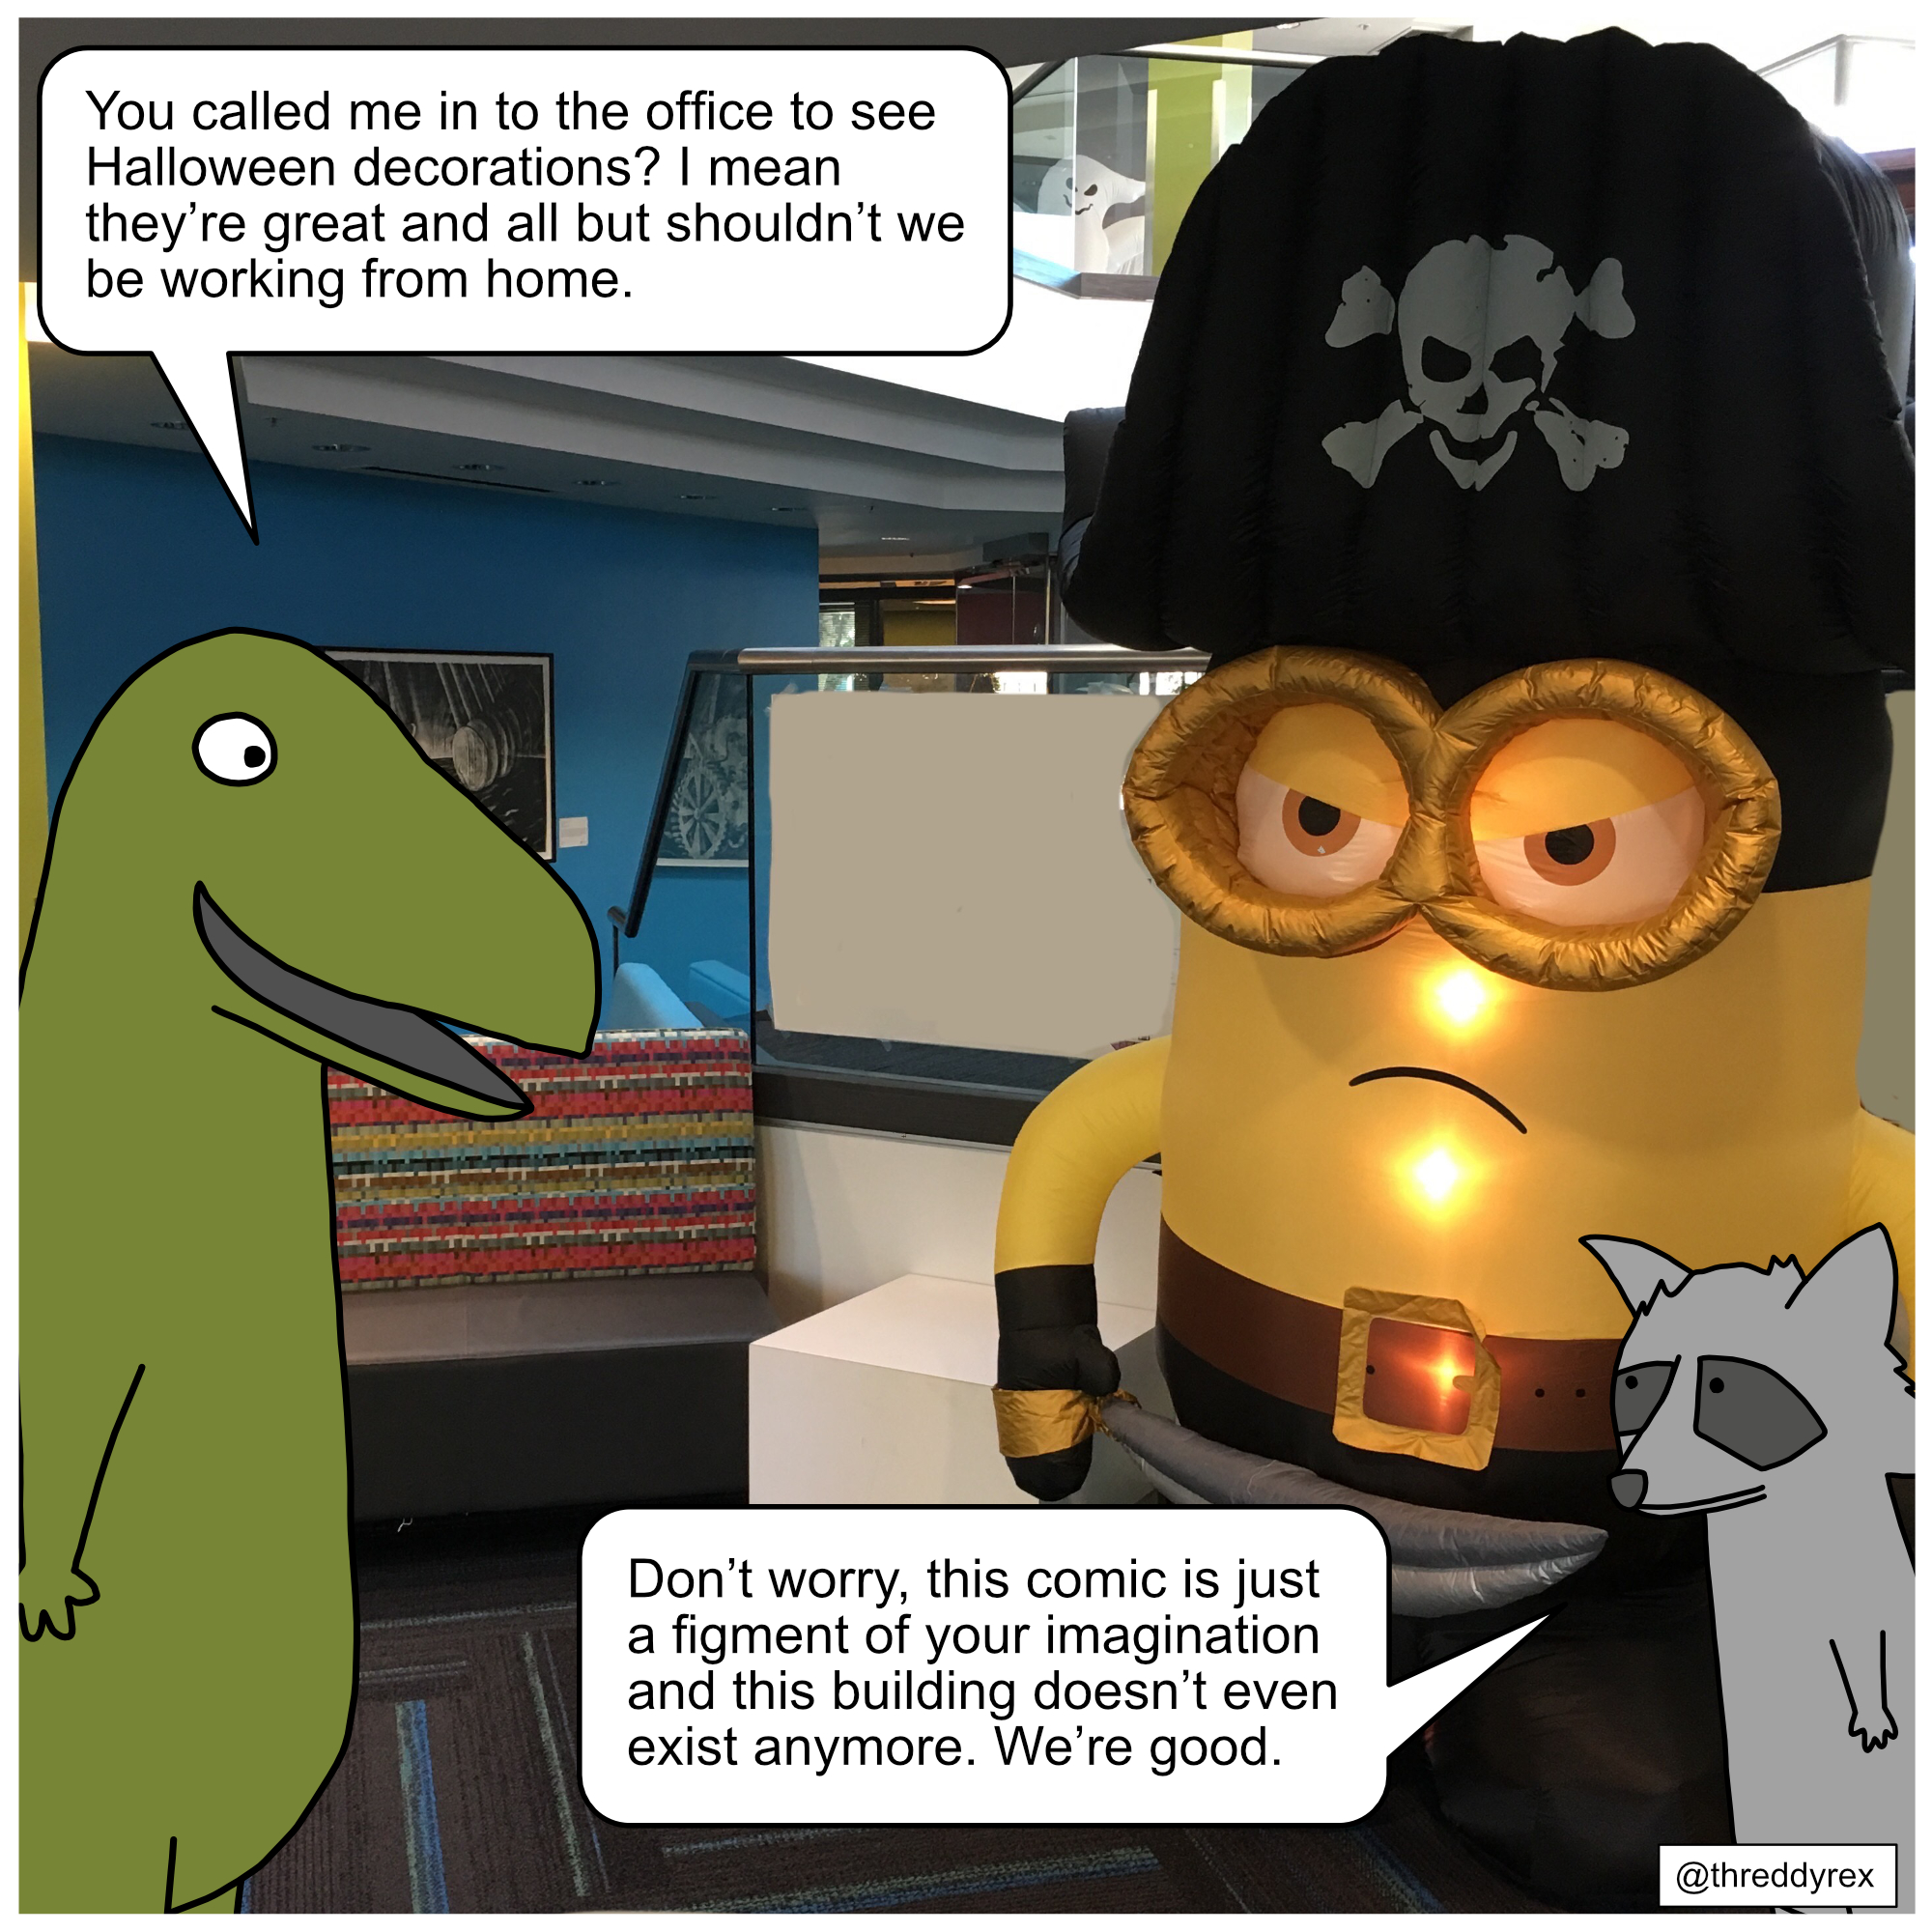 You called me in to the office to see
Halloween decorations? I mean
they’re great and all but shouldn’t we
be working from home.
Don’t worry, this comic is just
a figment of your imagination
and this building doesn’t even
exist anymore. We’re good.
@threddyrex